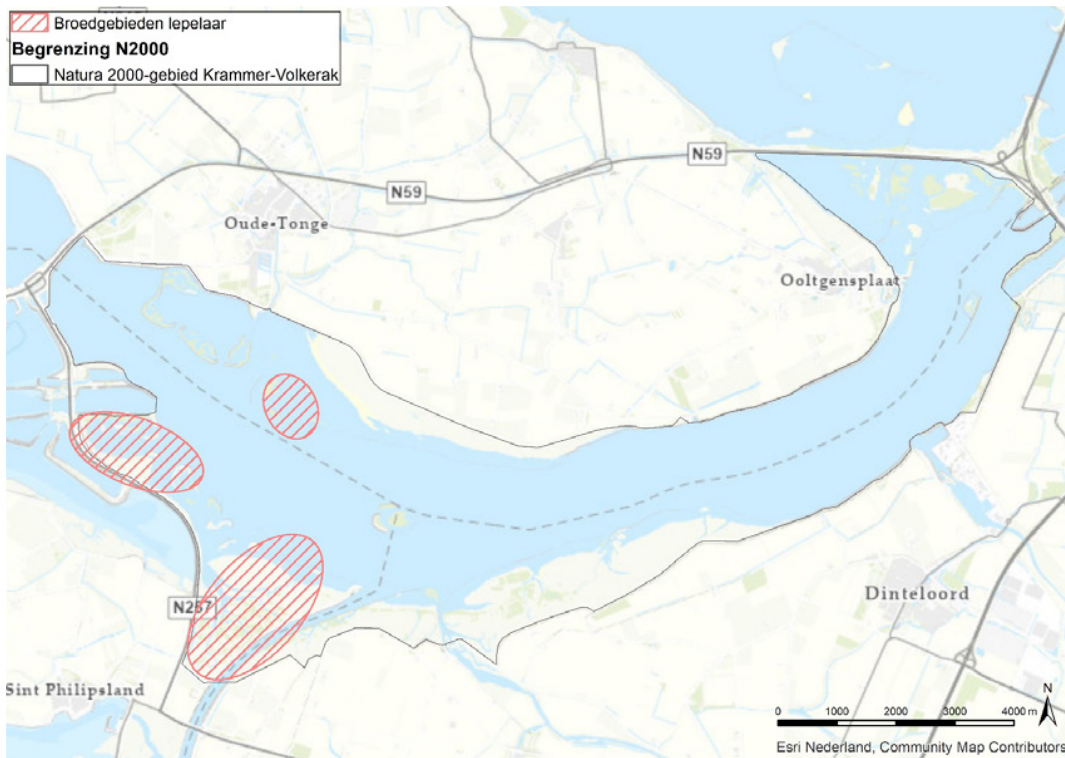 Broedgebieden lepelaar
Begrenzing N2000
Natura 2000-gebied Krammer-Volkerak
N59
N59
Oude-Tonge
Ooltgensplaat
N257
Dinteloord
Sint Philipsland
N
0 1000 2000 3000 4000 m
Esri Nederland, Community Map Contributors